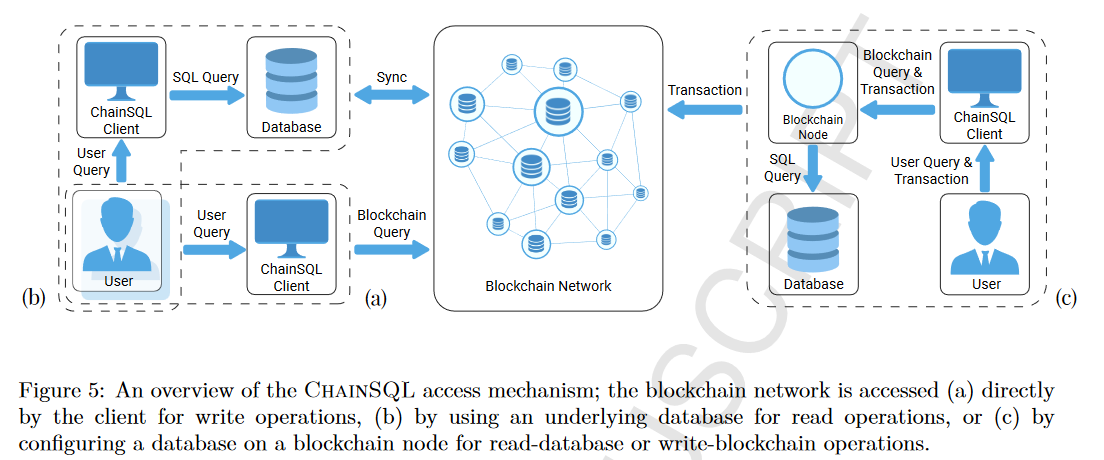 ChainSQL
Client
SQL Query
Database
User
Query
User
User
Query
ChainSQL
Client
(b)
(a)
Sync
Blockchain
Query
Blockchain Network
Transaction
Blockchain
Node
Blockchain
Query &
Transaction
ChainSQL
Client
SQL
Query
User Query &
Transaction
Database
User
(c)
USCRIPT
Figure 5: An overview of the CHAINSQL access mechanism; the blockchain network is accessed (a) directly
by the client for write operations, (b) by using an underlying database for read operations, or (c) by
configuring a database on a blockchain node for read-database or write-blockchain operations.